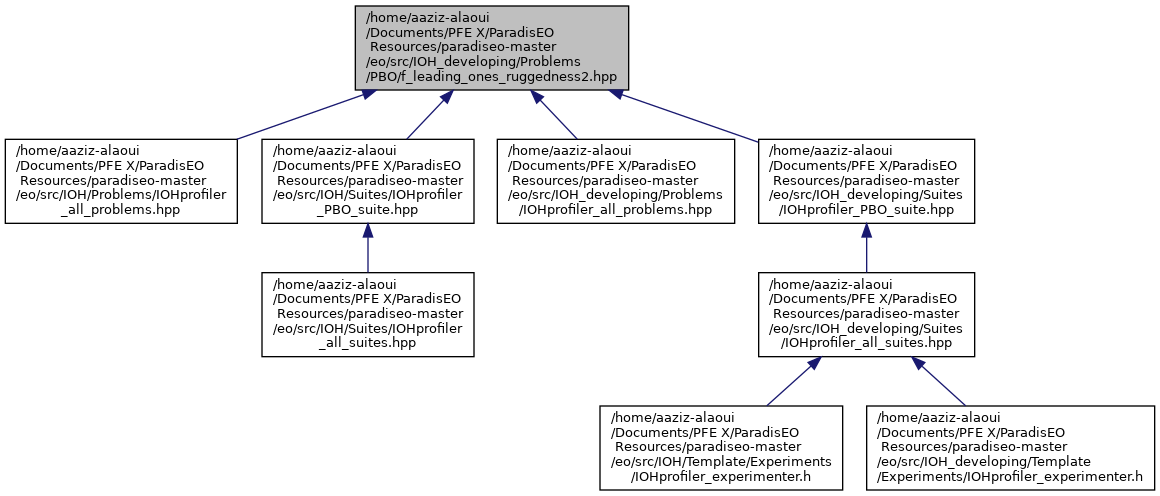 /home/aaziz-alaoui
/Documents/PFE X/ParadisEO
Resources/paradiseo-master
/eo/src/IOH_developing/Problems
/PBO/f_leading_ones_ruggedness2.hpp
/home/aaziz-alaoui
/Documents/PFE X/ParadisEO
Resources/paradiseo-master
/eo/src/IOH/Problems/IOHprofiler
_all_problems.hpp
/home/aaziz-alaoui
/Documents/PFE X/ParadisEO
Resources/paradiseo-master
/eo/src/IOH/Suites/IOHprofiler
_PBO_suite.hpp
/home/aaziz-alaoui
/Documents/PFE X/ParadisEO
Resources/paradiseo-master
/eo/src/IOH_developing/Problems
/IOHprofiler_all_problems.hpp
/home/aaziz-alaoui
/Documents/PFE X/ParadisEO
Resources/paradiseo-master
/eo/src/IOH_developing/Suites
/IOHprofiler_PBO_suite.hpp
/home/aaziz-alaoui
/Documents/PFE X/ParadisEO
Resources/paradiseo-master
/eo/src/IOH/Suites/IOHprofiler
_all_suites.hpp
/home/aaziz-alaoui
/Documents/PFE X/ParadisEO
Resources/paradiseo-master
/eo/src/IOH_developing/Suites
/IOHprofiler_all_suites.hpp
/home/aaziz-alaoui
/Documents/PFE X/ParadisEO
Resources/paradiseo-master
/eo/src/IOH/Template/Experiments
/IOHprofiler_experimenter.h
/home/aaziz-alaoui
/Documents/PFE X/ParadisEO
Resources/paradiseo-master
/eo/src/IOH_developing/Template
/Experiments/IOHprofiler_experimenter.h